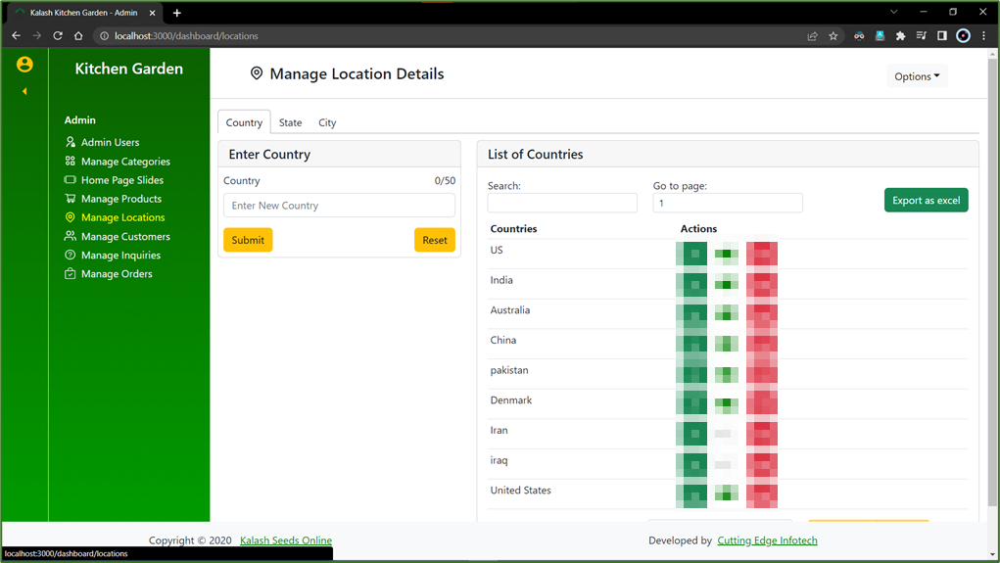 Kalash Kitchen Garden - Admin
localhost:3000/dashboard/locations
Kitchen Garden
Manage Location Details
Options
Admin
Admin Users
Manage Categories
Home Page Slides
Manage Products
Manage Locations
Manage Customers
Manage Inquiries
Manage Orders
Country State City
Enter Country
Country 0/50
Enter New Country
Submit Reset
List of Countries
Search: Go to page:
1
Export as excel
Countries Actions
US
India
Australia
China
pakistan
Denmark
Iran
iraq
United States
Copyright © 2020 Kalash Seeds Online
Developed by Cutting Edge Infotech
localhost:3000/dashboard/locations